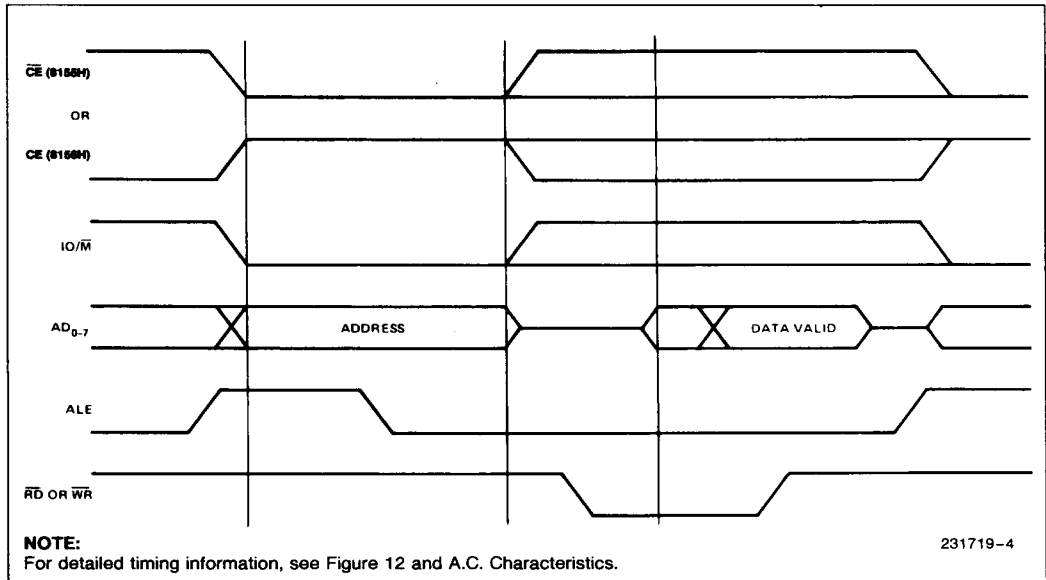 CE (8155H)
OR
CE (8156H)
IO/M
AD0-7
ADDRESS
DATA VALID
ALE
RD OR WR
NOTE:
231719-4
For detailed timing information, see Figure 12 and A.C. Characteristics.